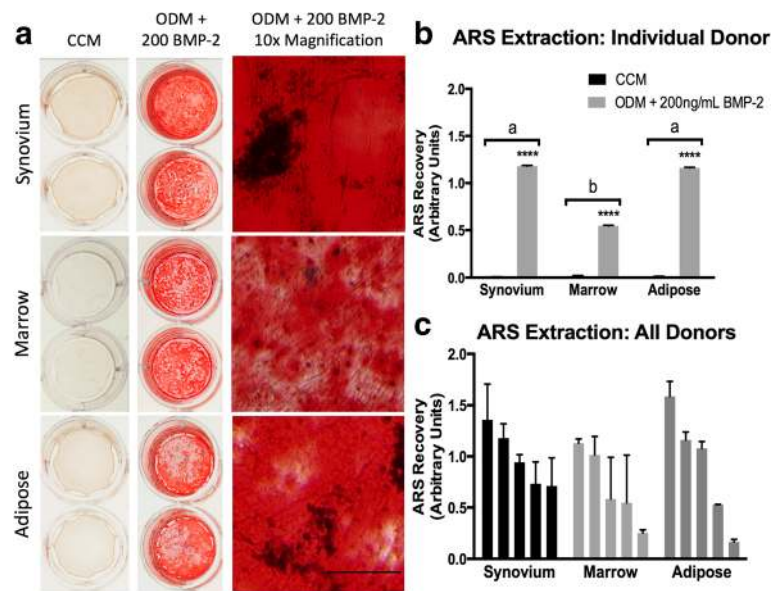 a
CCM
ODM +
200 BMP-2
ODM + 200 BMP-2
10x Magnification
Synovium
Marrow
Adipose
b
ARS Extraction: Individual Donor
CCM
ODM + 200ng/mL BMP-2
ARS Recovery
(Arbitrary Units)
2.0
1.5
1.0
0.5
0.0
a
****
b
****
a
****
Synovium Marrow Adipose
c
ARS Extraction: All Donors
ARS Recovery
(Arbitrary Units)
2.0
1.5
1.0
0.5
0.0
Synovium Marrow Adipose